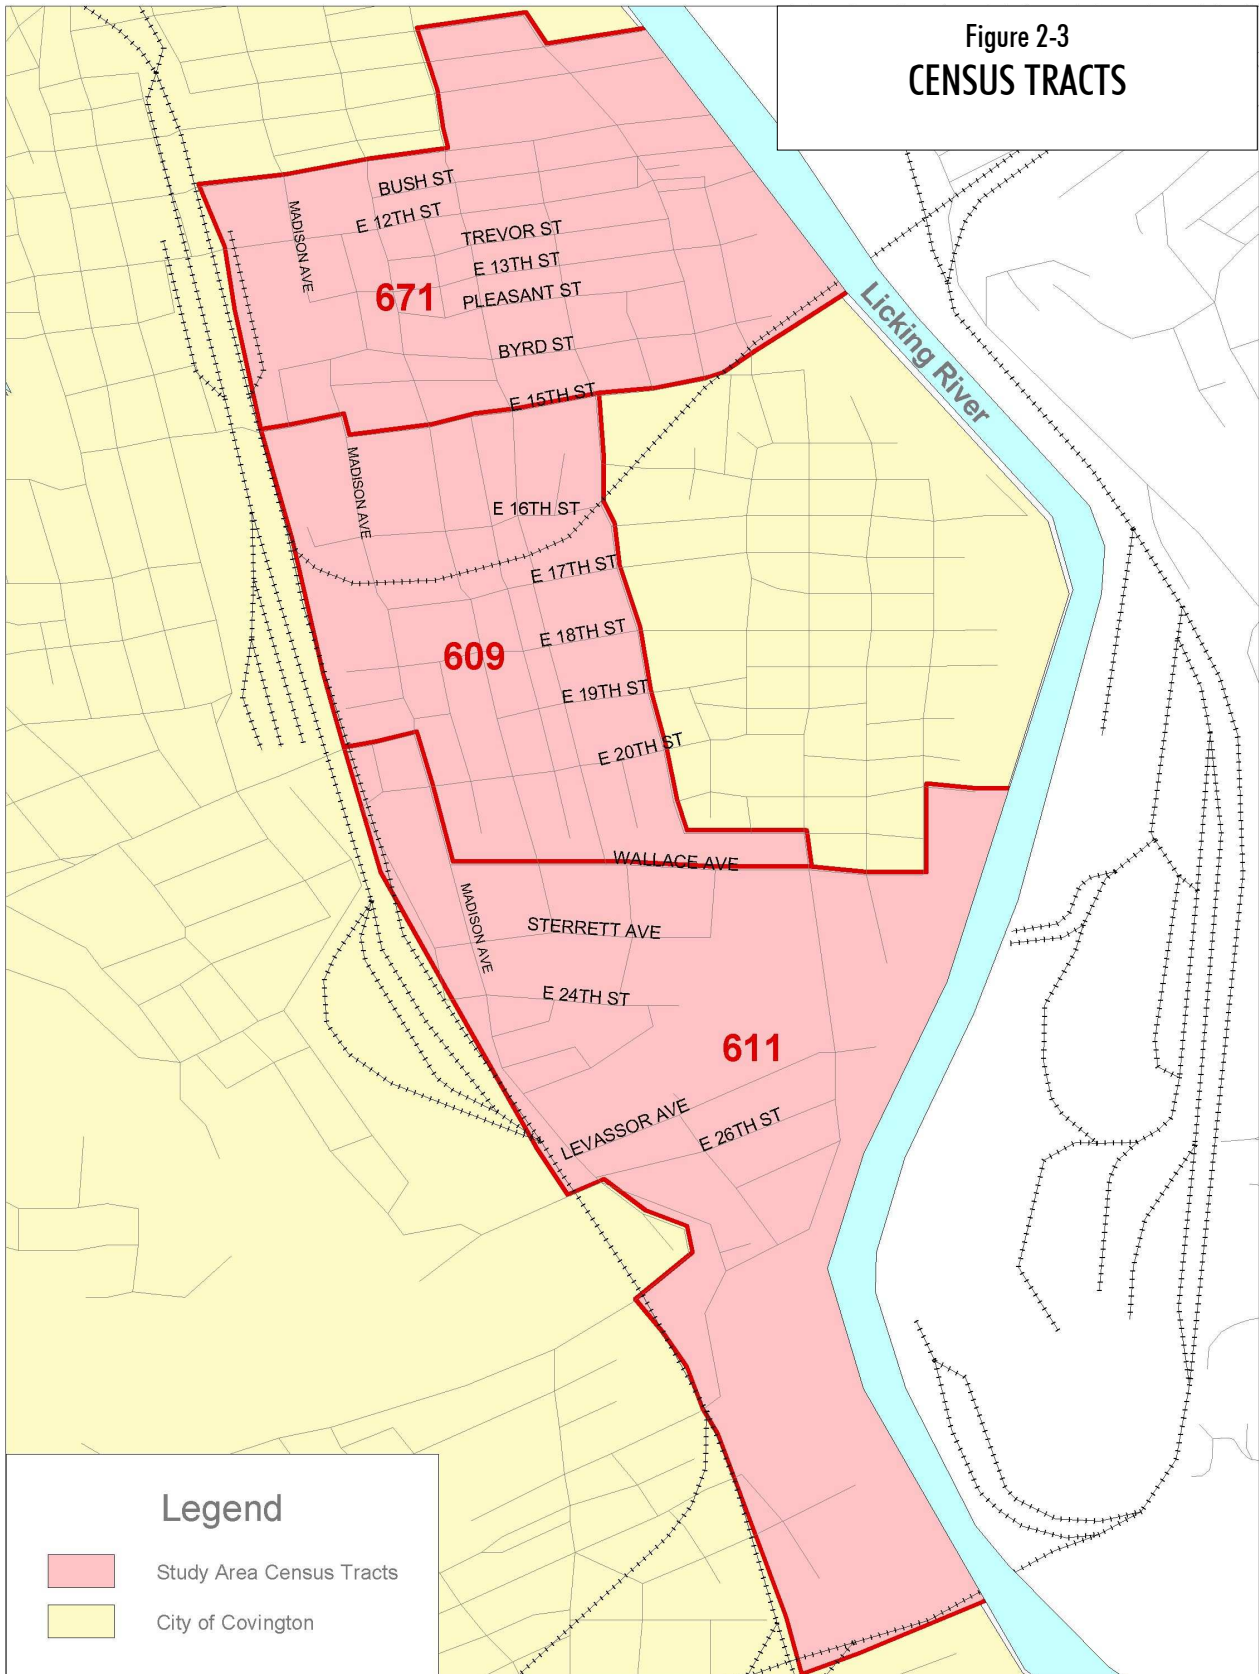 Figure 2-3
CENSUS TRACTS
BUSH ST
E 12TH ST
MADISON AVE
TREVOR ST
E 13TH ST
671
PLEASANT ST
Licking River
BYRD ST
E 15TH ST
MADISON AVE
E 16TH ST
E 17TH ST
E 18TH ST
609
E 19TH ST
E 20TH ST
WALLACE AVE
MADISON AVE
STERRETT AVE
E 24TH ST
611
LEVASSOR AVE
E 26TH ST
Legend
Study Area Census Tracts
City of Covington